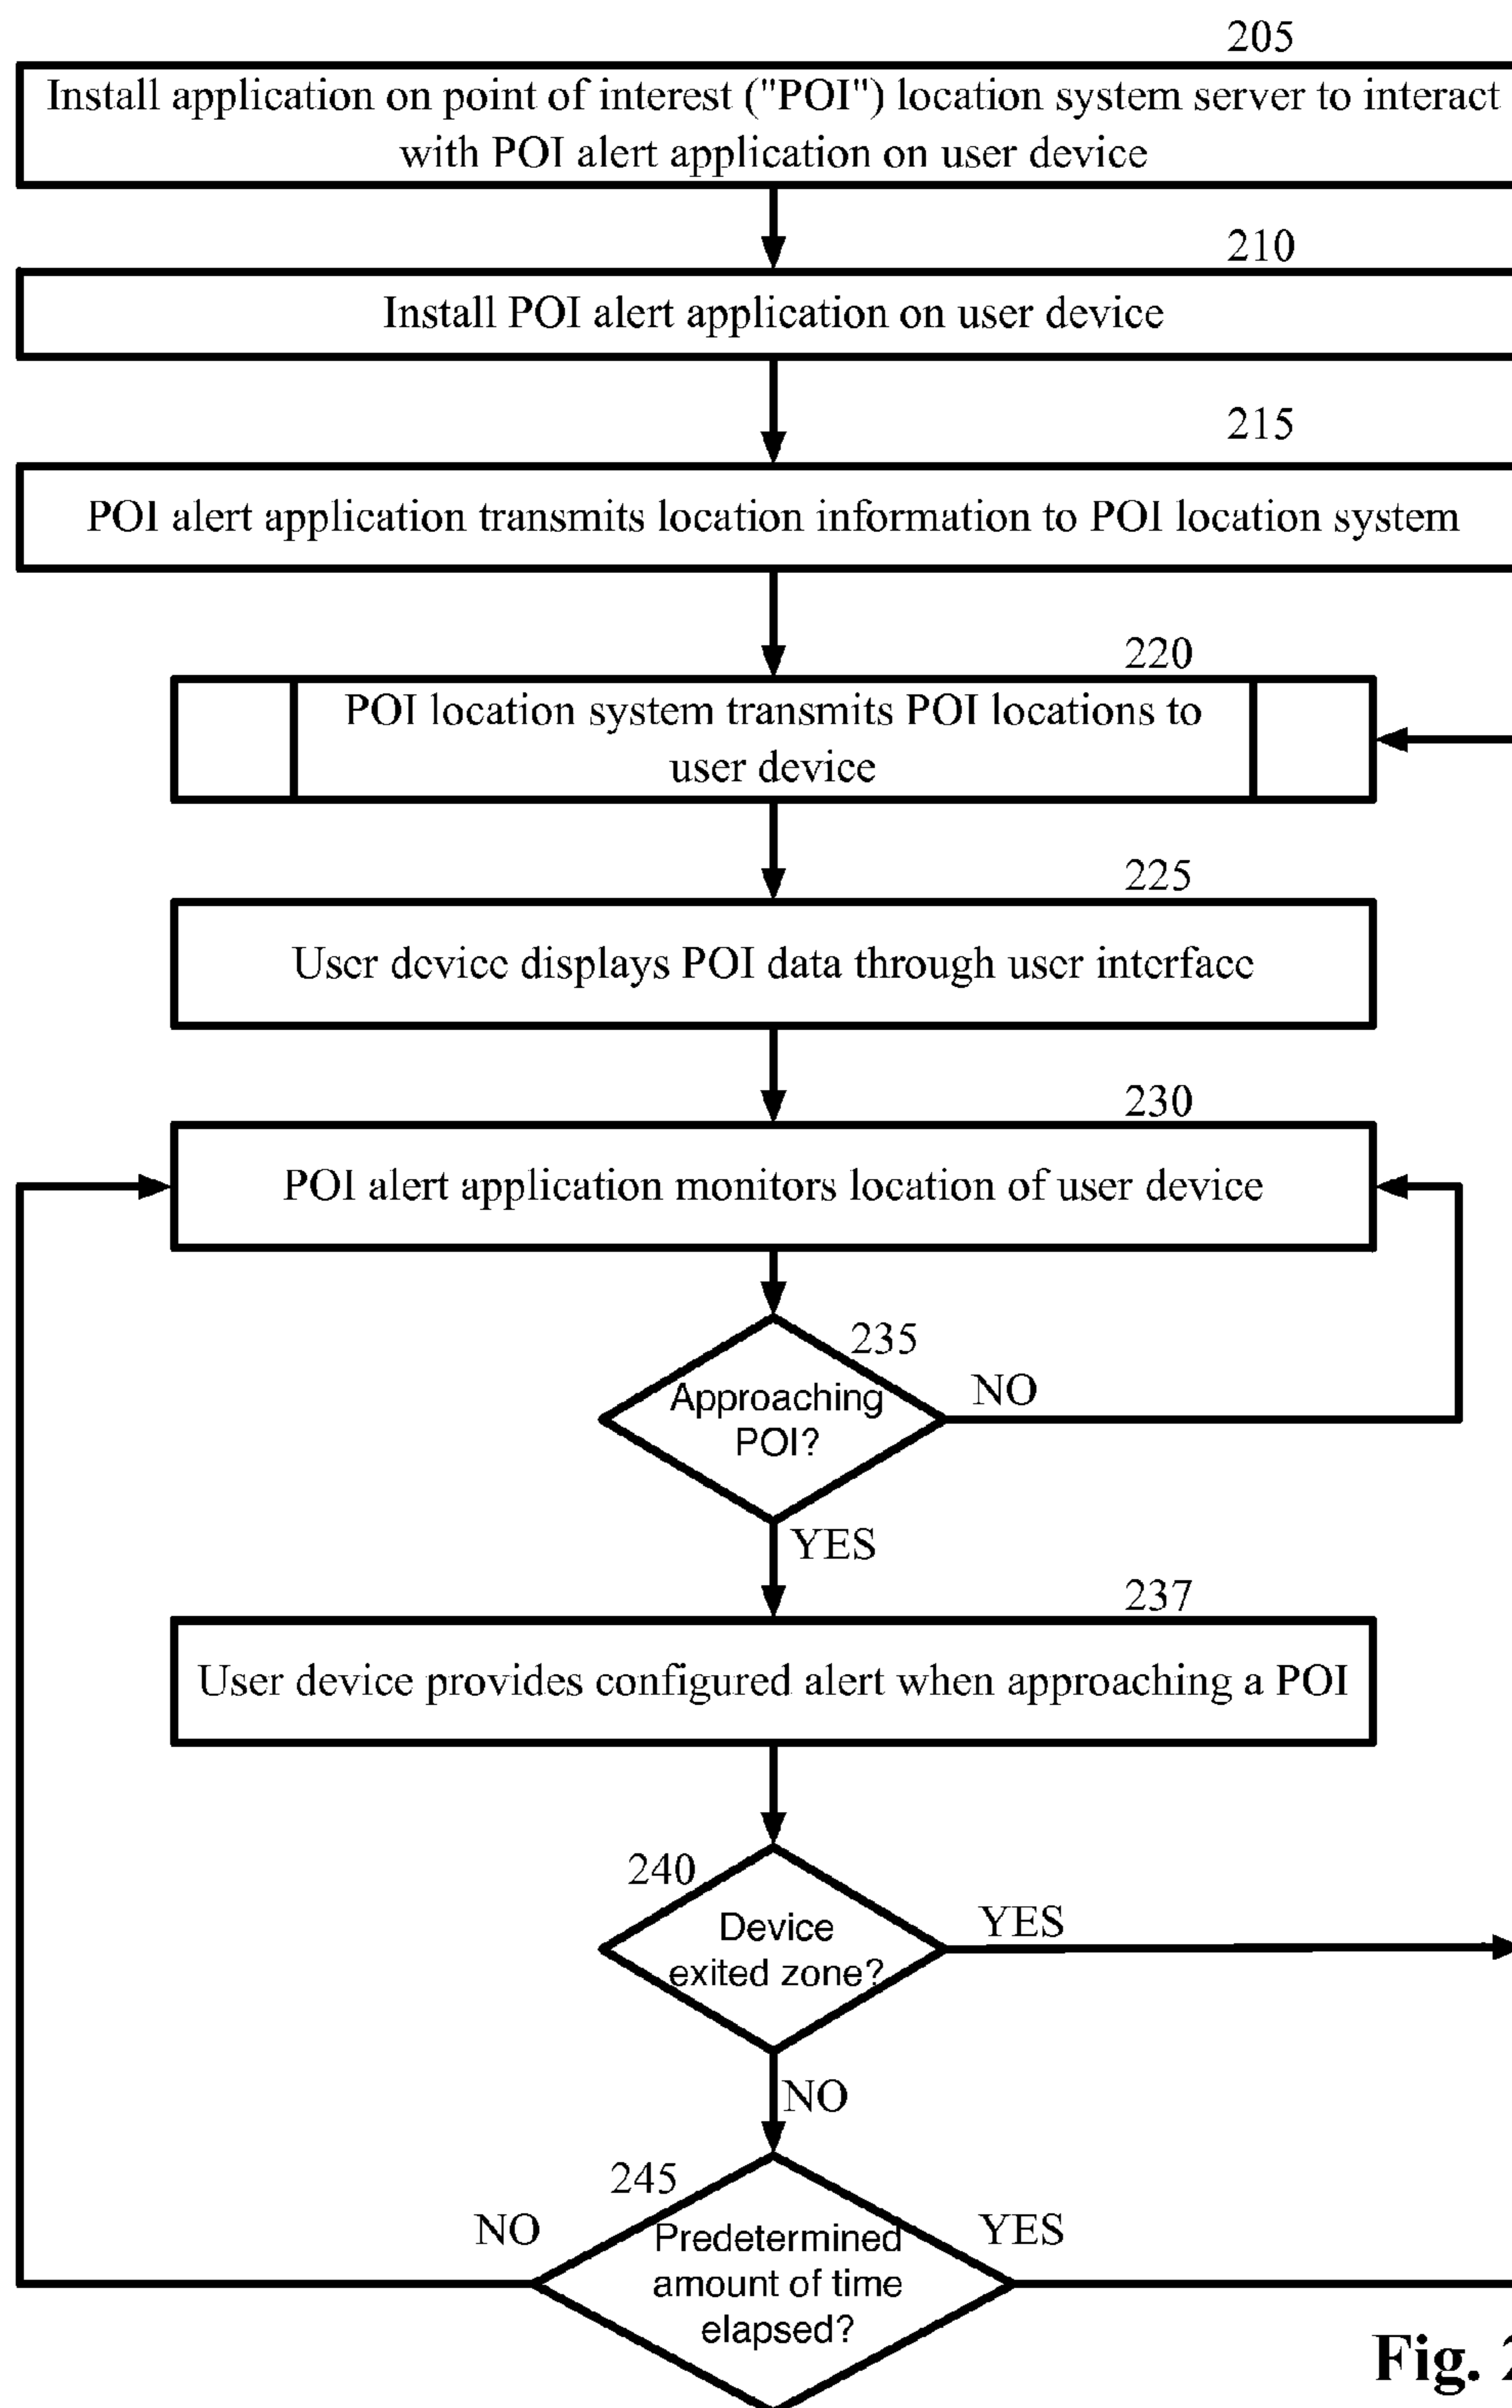 205
Install application on point of interest ("POI") location system server to interact
with POI alert application on user device
210
Install POI alert application on user device
215
POI alert application transmits location information to POI location system
220
POI location system transmits POI locations to
user device
225
User device displays POI data through user interface
230
POI alert application monitors location of user device
235
Approaching
POI?
NO
YES
237
User device provides configured alert when approaching a POI
240
Device
exited zone?
YES
NO
245
NO
Predetermined
amount of time
elapsed?
YES
Fig. 2